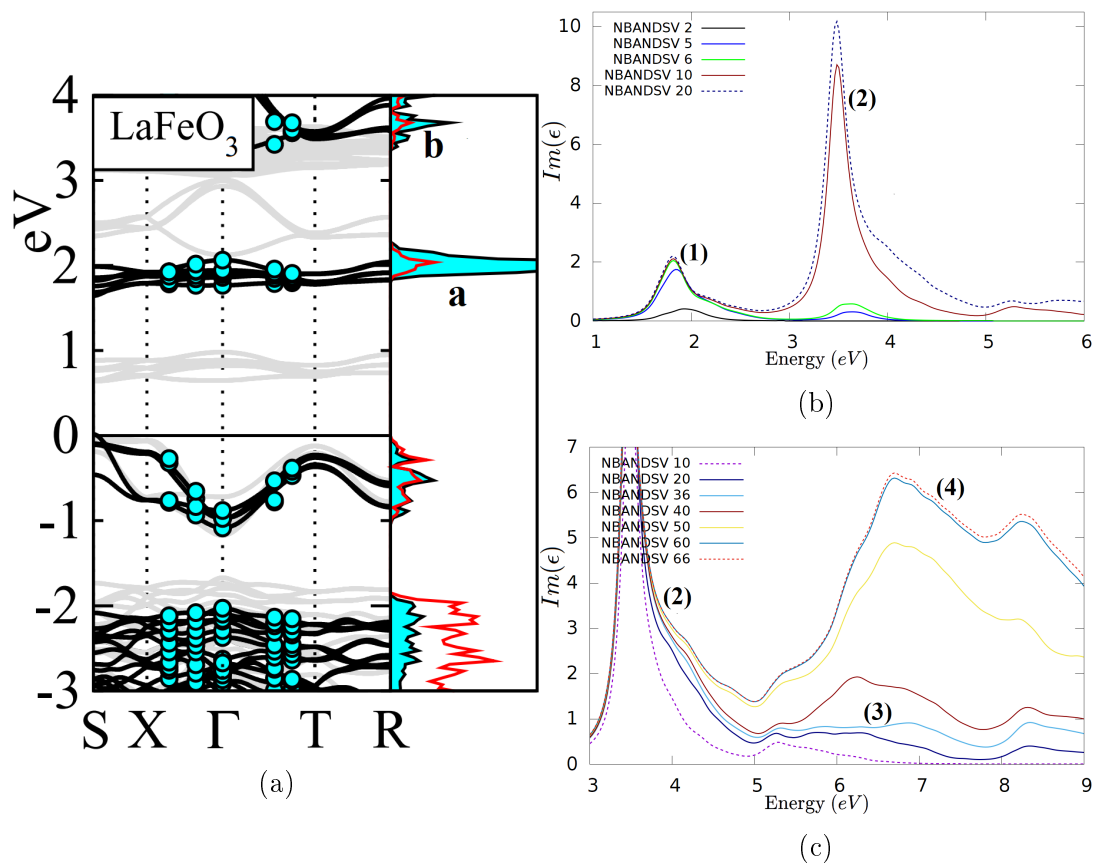 LaFeO3
eV
4
3
2
1
0
-1
-2
-3
S X Γ T R
b
a
(a)
NBANDSV 2
NBANDSV 5
NBANDSV 6
NBANDSV 10
NBANDSV 20
(1)
(2)
Im(ϵ)
10
8
6
4
2
0
1 2 3 4 5 6
Energy (eV)
(b)
NBANDSV 10
NBANDSV 20
NBANDSV 36
NBANDSV 40
NBANDSV 50
NBANDSV 60
NBANDSV 66
(2)
(3)
(4)
Im(ϵ)
7
6
5
4
3
2
1
0
3 4 5 6 7 8 9
Energy (eV)
(c)